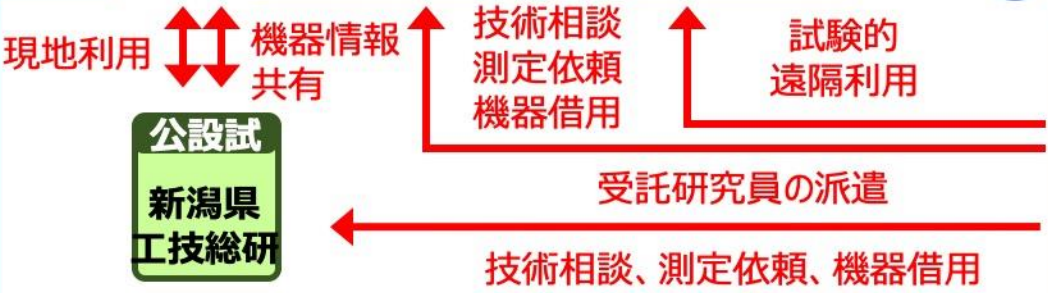 現地利用
機器情報
共有
技術相談
測定依頼
機器借用
試験的
遠隔利用
公設試
新潟県
工技総研
受託研究員の派遣
技術相談、測定依頼、機器借用